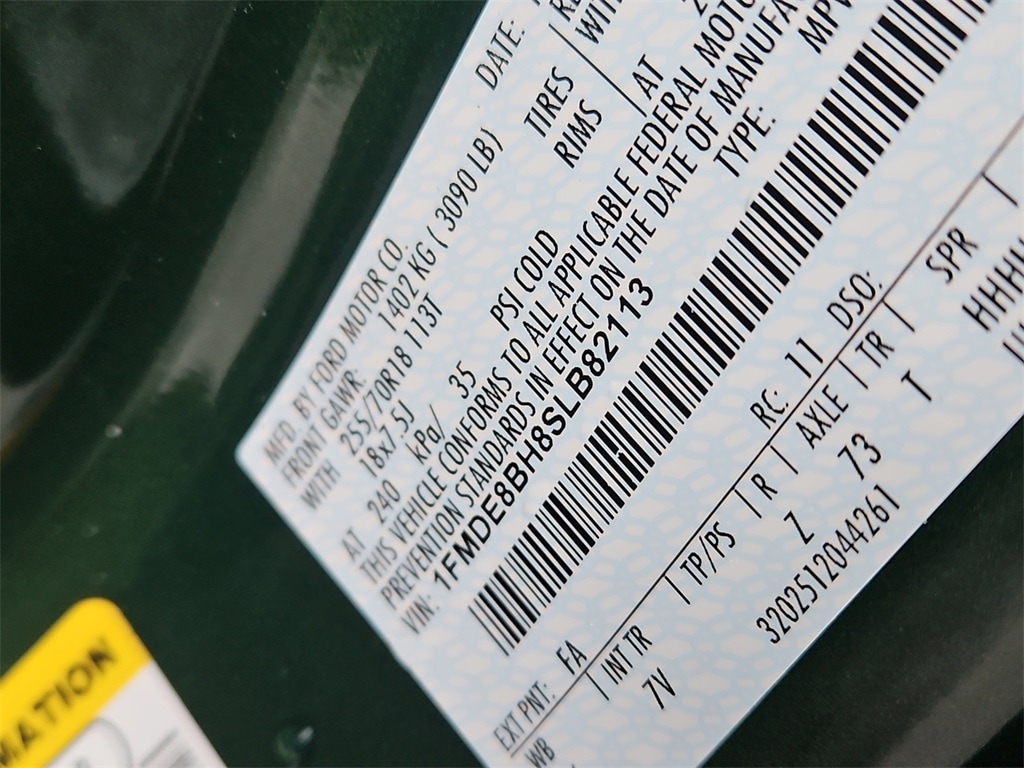 MFD. BY FORD MOTOR CO.
DATE:
FRONT GAWR: 1402 KG ( 3090 LB)
WITH 255/70R18 113T TIRES
18x7.5J RIMS
AT 240 kPa/ 35 PSI COLD AT
THIS VEHICLE CONFORMS TO ALL APPLICABLE FEDERAL MOTO
PREVENTION STANDARDS IN EFFECT ON THE DATE OF MANUFA
VIN: 1FMDE8BH8SLB82113 TYPE: MPV
EXT PNT: FA RC: 11 DSO:
WB INT TR TP/PS R AXLE TR SPR
7V Z 73 T HHHH
3202512044261
MATION